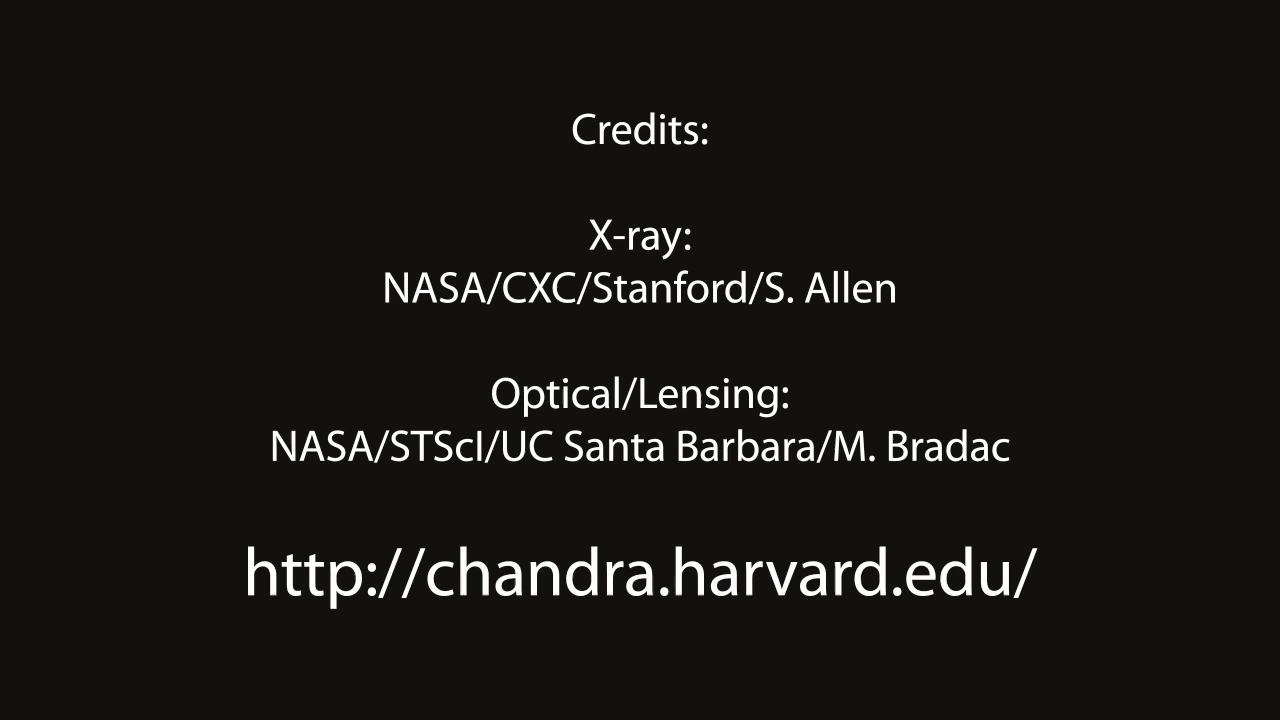 Credits:
X-ray:
NASA/CXC/Stanford/S. Allen
Optical/Lensing:
NASA/STScI/UC Santa Barbara/M. Bradac
http://chandra.harvard.edu/